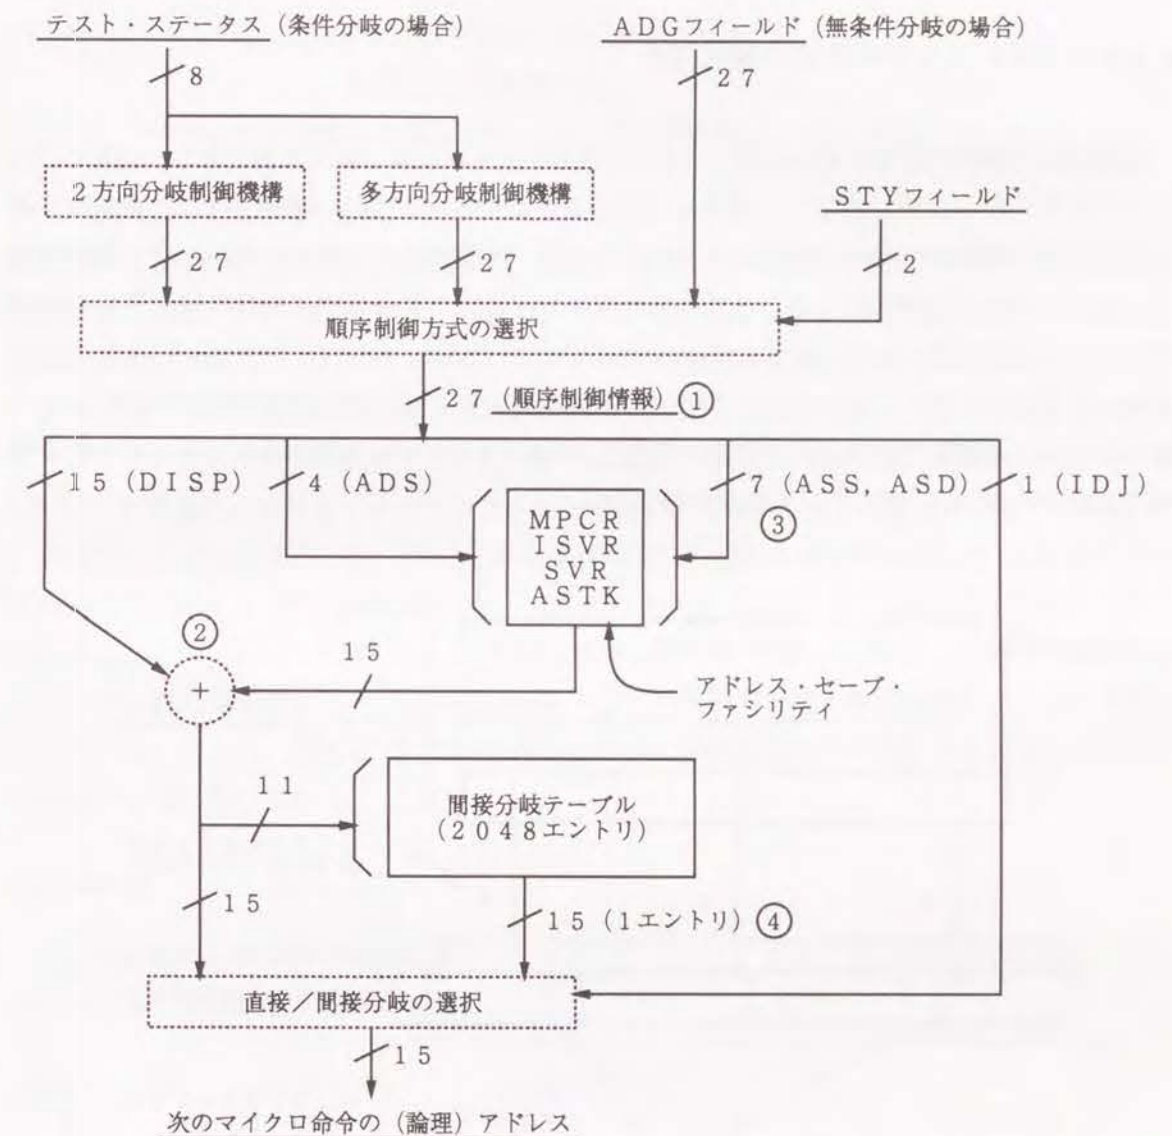 テスト・ステータス (条件分岐の場合)
ADGフィールド (無条件分岐の場合)
8
27
2方向分岐制御機構
多方向分岐制御機構
STYフィールド
27
27
2
順序制御方式の選択
27 (順序制御情報) ①
15 (DISP)
4 (ADS)
7 (ASS, ASD)
1 (IDJ)
③
MPCR
ISVR
SVR
ASTK
②
15
+
アドレス・セーブ・
ファシリティ
11
間接分岐テーブル
(2048エントリ)
15
15 (1エントリ) ④
直接／間接分岐の選択
15
次のマイクロ命令の (論理) アドレス